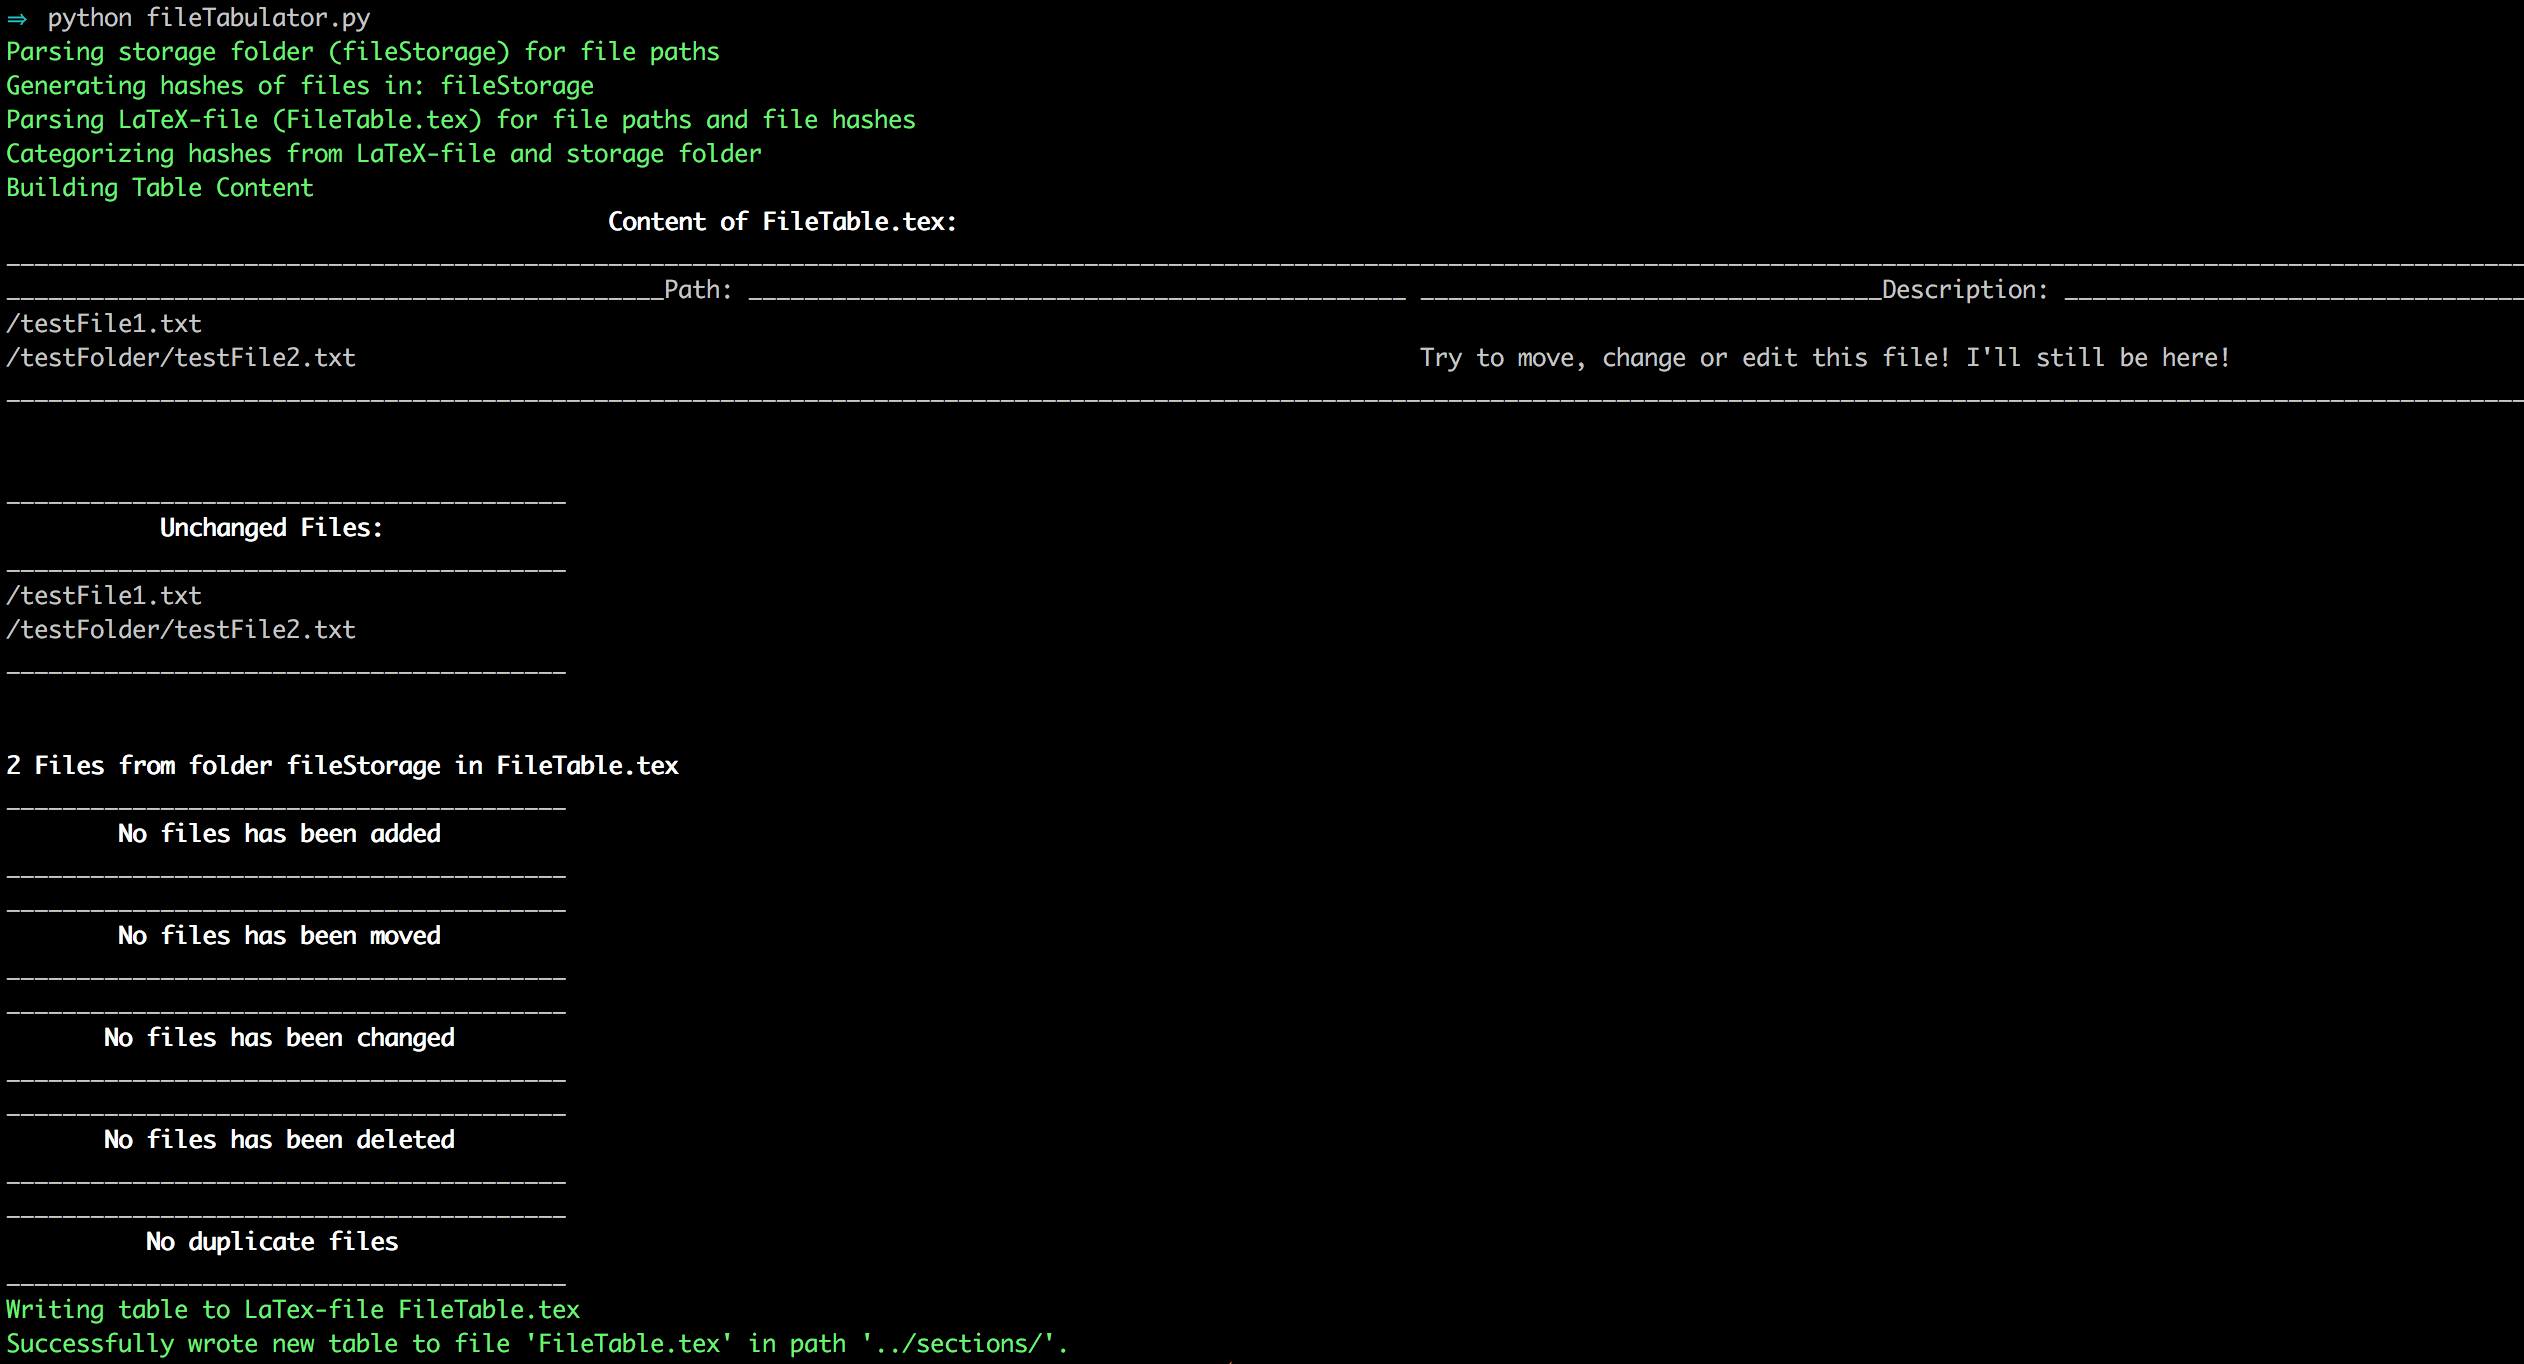 ⇒ python fileTabulator.py
Parsing storage folder (fileStorage) for file paths
Generating hashes of files in: fileStorage
Parsing LaTeX-file (FileTable.tex) for file paths and file hashes
Categorizing hashes from LaTeX-file and storage folder
Building Table Content
Content of FileTable.tex:
Path: Description:
/testFile1.txt
/testFolder/testFile2.txt Try to move, change or edit this file! I'll still be here!
Unchanged Files:
/testFile1.txt
/testFolder/testFile2.txt
2 Files from folder fileStorage in FileTable.tex
No files has been added
No files has been moved
No files has been changed
No files has been deleted
No duplicate files
Writing table to LaTex-file FileTable.tex
Successfully wrote new table to file 'FileTable.tex' in path '../sections/'.